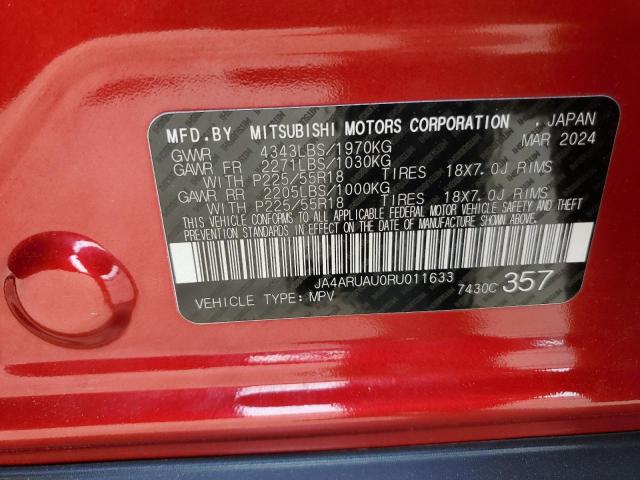 MFD.BY MITSUBISHI MOTORS CORPORATION . JAPAN
GWR 4343LBS/1970KG MAR 2024
GAWR FR 2271LBS/1030KG
WITH P225/55R18 TIRES 18X7.0J RIMS
GAWR RR 2205LBS/1000KG
WITH P225/55R18 TIRES 18X7.0J RIMS
THIS VEHICLE CONFORMS TO ALL APPLICABLE FEDERAL MOTOR VEHICLE SAFETY AND THEFT
PREVENTION STANDARDS IN EFFECT ON THE DATE OF MANUFACTURE SHOWN ABOVE.
JA4ARUAU0RU011633
VEHICLE TYPE: MPV 7430C 357